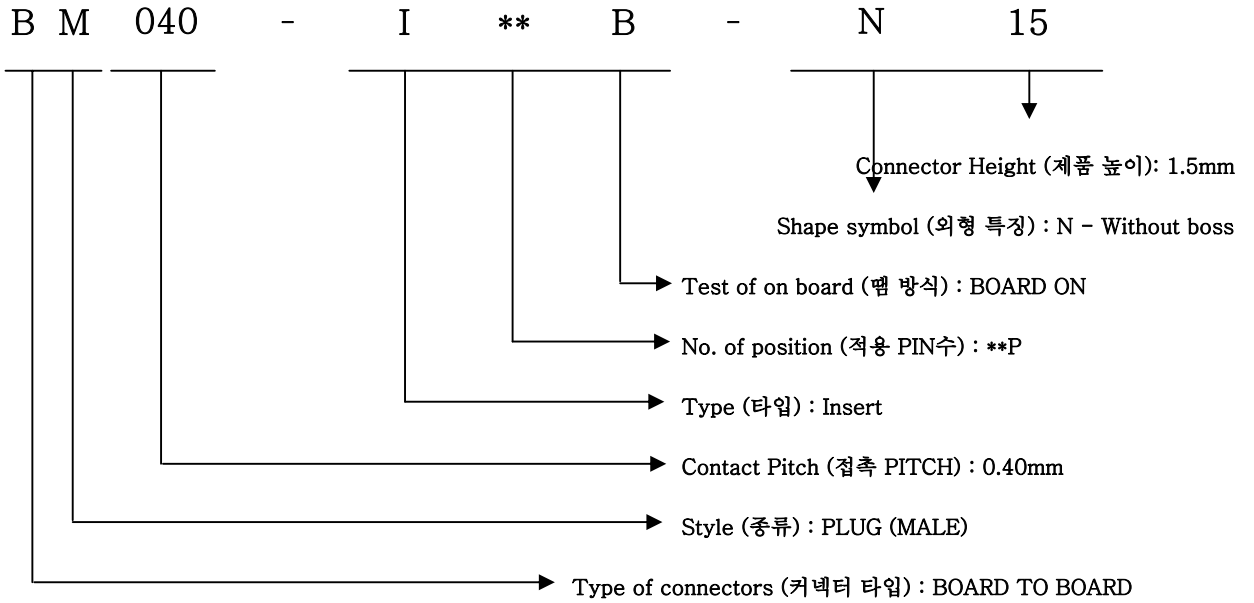 B M 040 - I ** B - N 15
Connector Height (제품 높이): 1.5mm
Shape symbol (외형 특징) : N - Without boss
Test of on board (땜 방식) : BOARD ON
No. of position (적용 PIN수) : **P
Type (타입) : Insert
Contact Pitch (접촉 PITCH) : 0.40mm
Style (종류) : PLUG (MALE)
Type of connectors (커넥터 타입) : BOARD TO BOARD